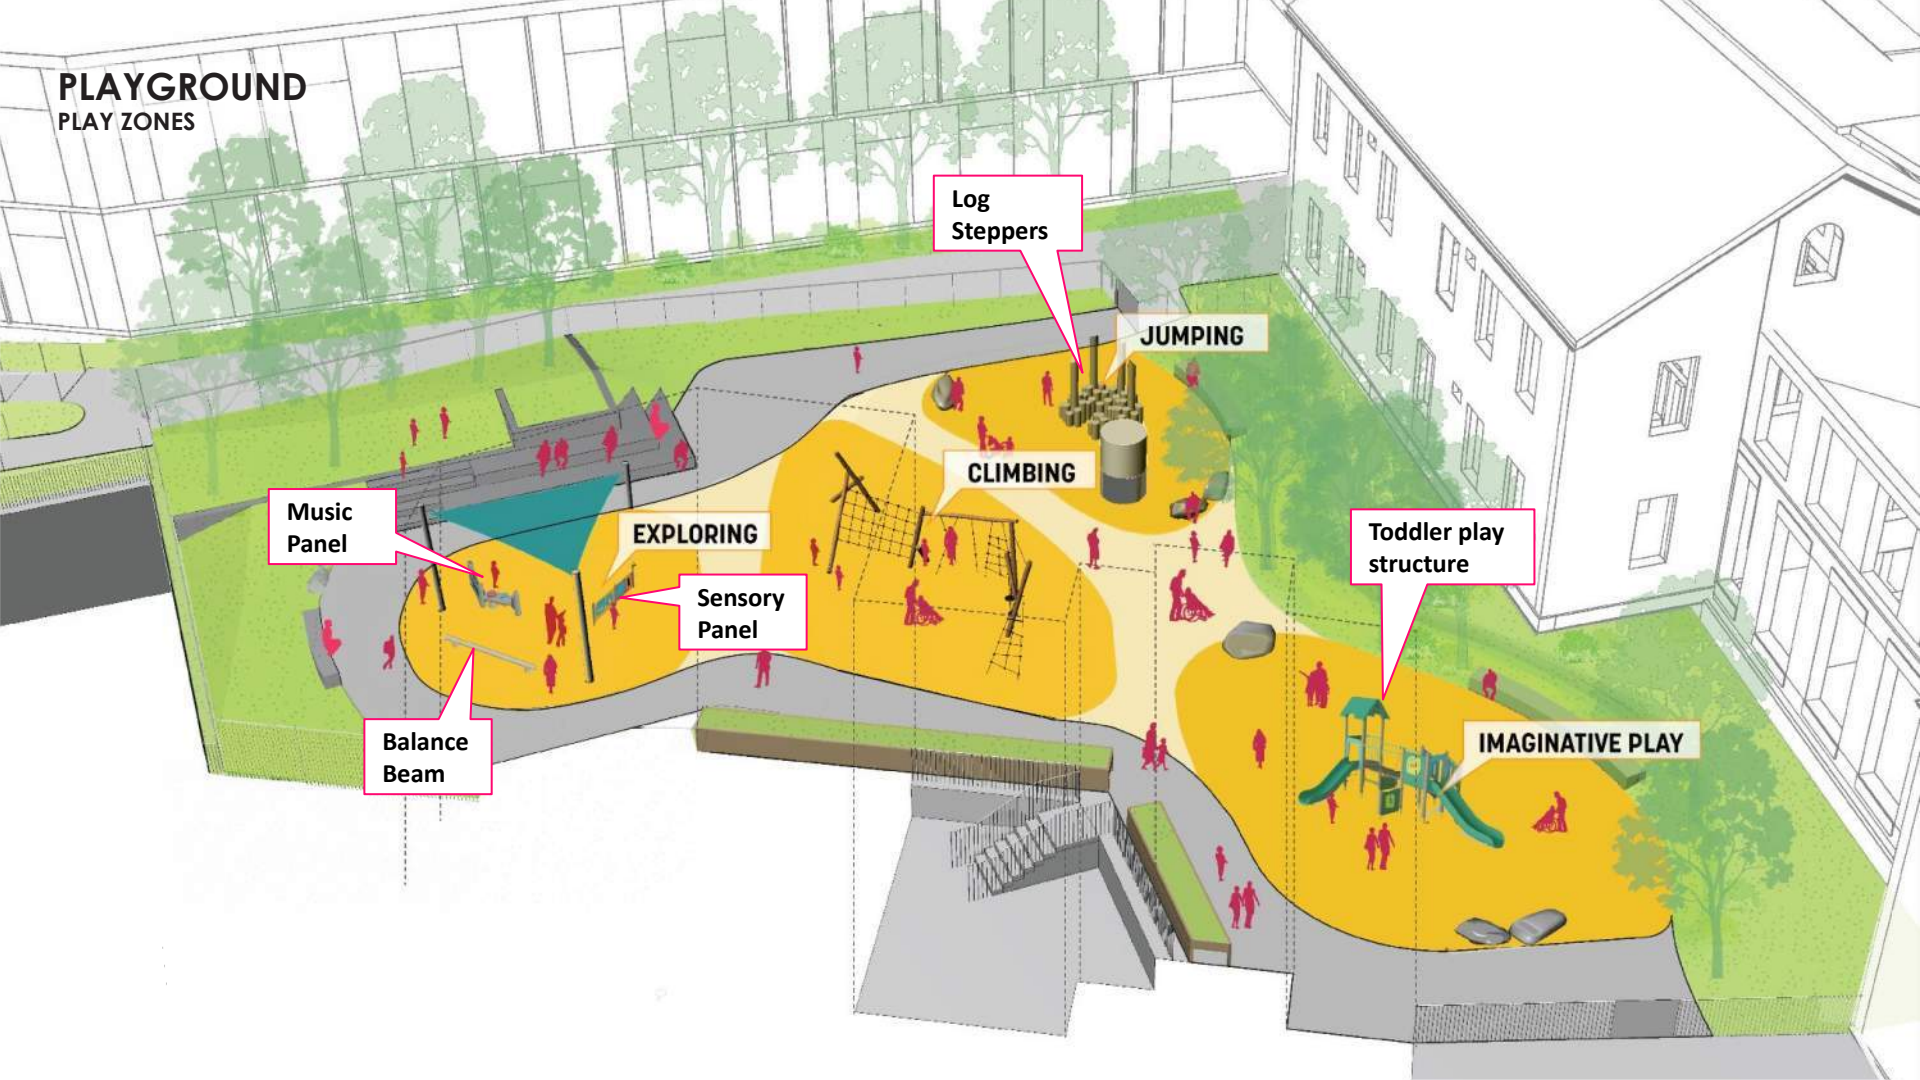 PLAYGROUND
PLAY ZONES
Log
Steppers
JUMPING
CLIMBING
Music
Panel
EXPLORING
Toddler play
structure
Sensory
Panel
Balance
Beam
IMAGINATIVE PLAY